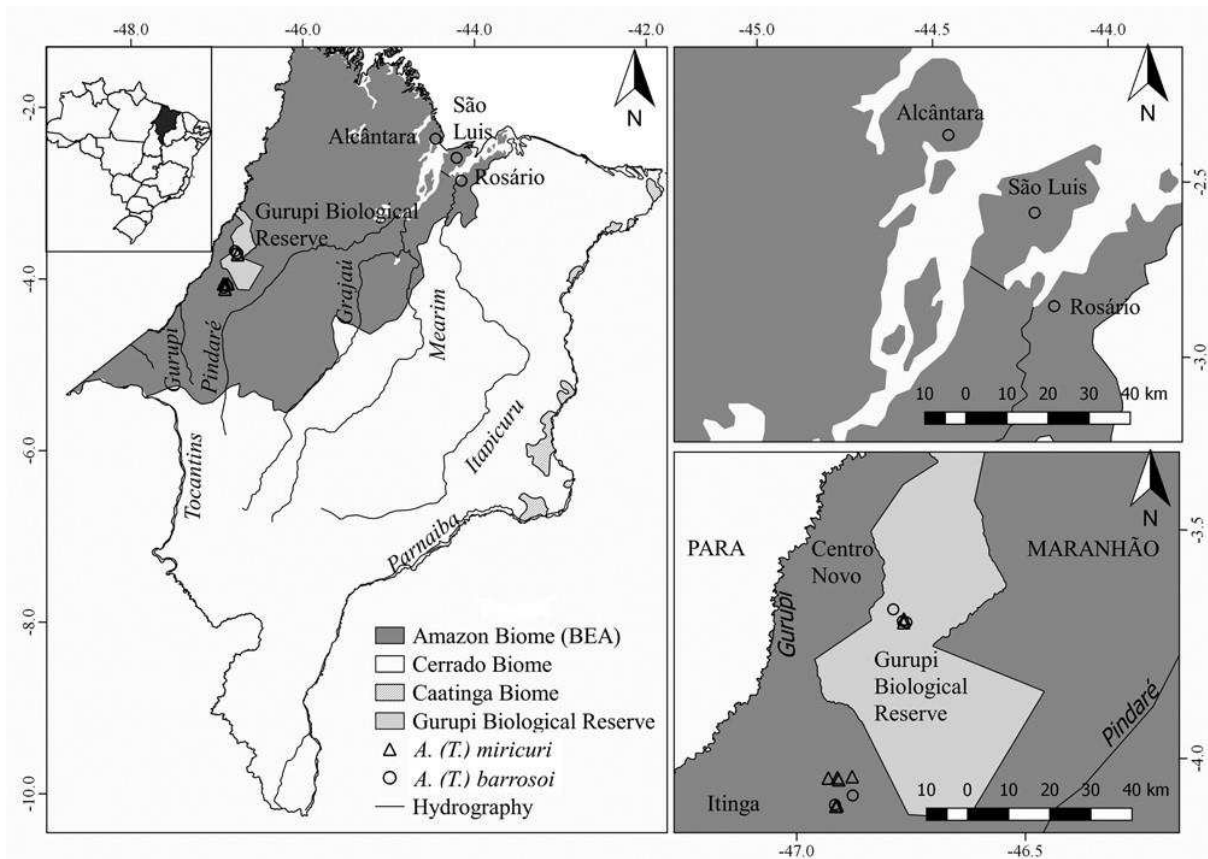 -48.0
-46.0
-44.0
-42.0
-2.0
-4.0
-6.0
-8.0
-10.0
N
São
Luis
Alcântara
Rosário
Gurupi Biological
Reserve
Gurupi
Pindaré
Grajaú
Mearim
Itapicuru
Tocantins
Parnaiba
Amazon Biome (BEA)
Cerrado Biome
Caatinga Biome
Gurupi Biological Reserve
A. (T.) miricuri
A. (T.) barrosoi
Hydrography
-45.0
-44.5
-44.0
N
Alcântara
São Luis
Rosário
-2.5
-3.0
10 0 10 20 30 40 km
N
PARA
Centro
Novo
MARANHÃO
Gurupi
Gurupi
Biological
Reserve
Pindaré
Itinga
10 0 10 20 30 40 km
-3.5
-4.0
-47.0
-46.5